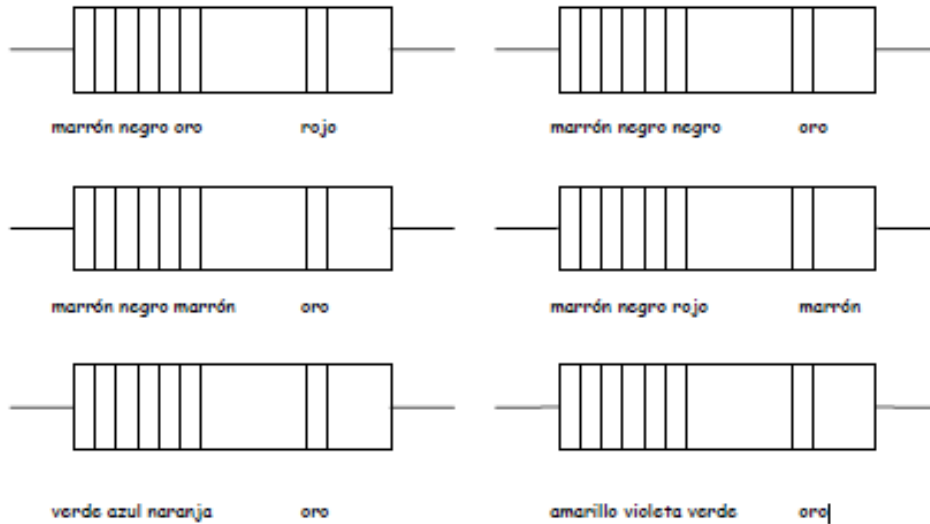 marrón negro oro rojo
marrón negro negro oro
marrón negro marrón oro
marrón negro rojo marrón
verde azul naranja oro
amarillo violeta verde oro